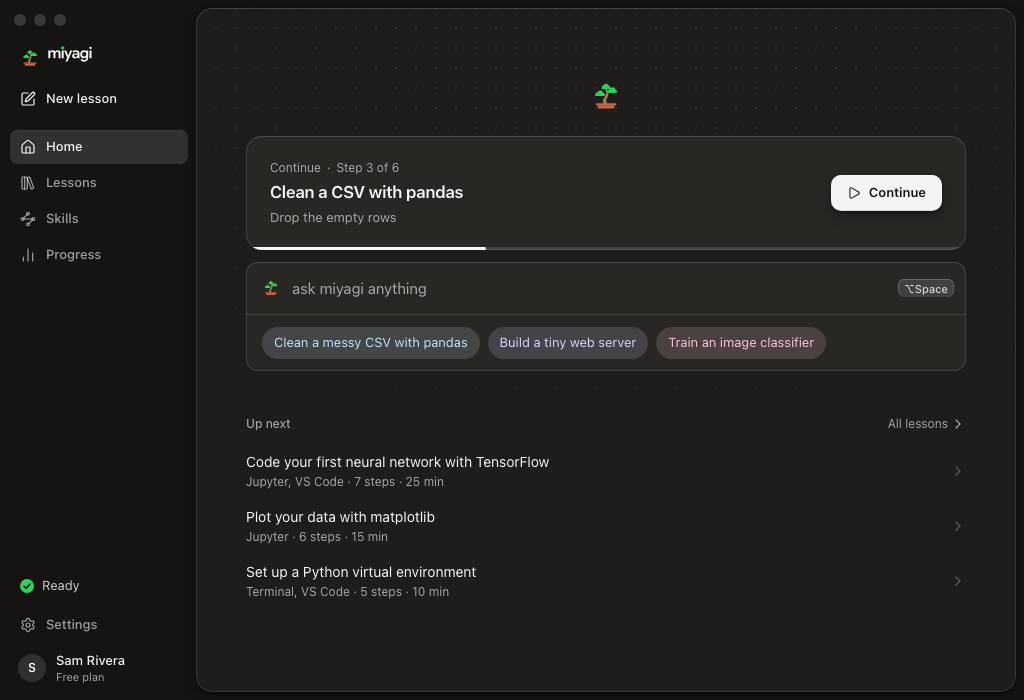 miyagi
New lesson
Home
Lessons
Skills
Progress
Ready
Settings
S
Sam Rivera
Free plan
Continue · Step 3 of 6
Clean a CSV with pandas
Drop the empty rows
Continue
ask miyagi anything
⌥Space
Clean a messy CSV with pandas
Build a tiny web server
Train an image classifier
Up next
All lessons
Code your first neural network with TensorFlow
Jupyter, VS Code · 7 steps · 25 min
Plot your data with matplotlib
Jupyter · 6 steps · 15 min
Set up a Python virtual environment
Terminal, VS Code · 5 steps · 10 min